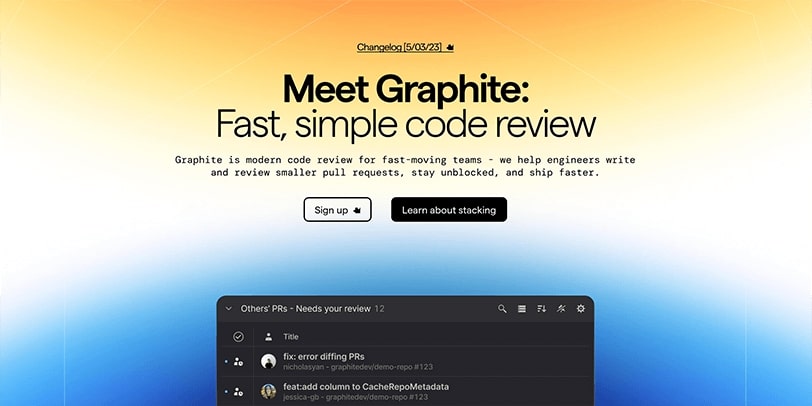 Changelog [5/03/23]
Meet Graphite:
Fast, simple code review
Graphite is modern code review for fast-moving teams - we help engineers write
and review smaller pull requests, stay unblocked, and ship faster.
Sign up
Learn about stacking
Others' PRs - Needs your review 12
Title
fix: error diffing PRs
nicholasyan - graphitedev/demo-repo #123
feat:add column to CacheRepoMetadata
jessica-gb - graphitedev/demo-repo #123